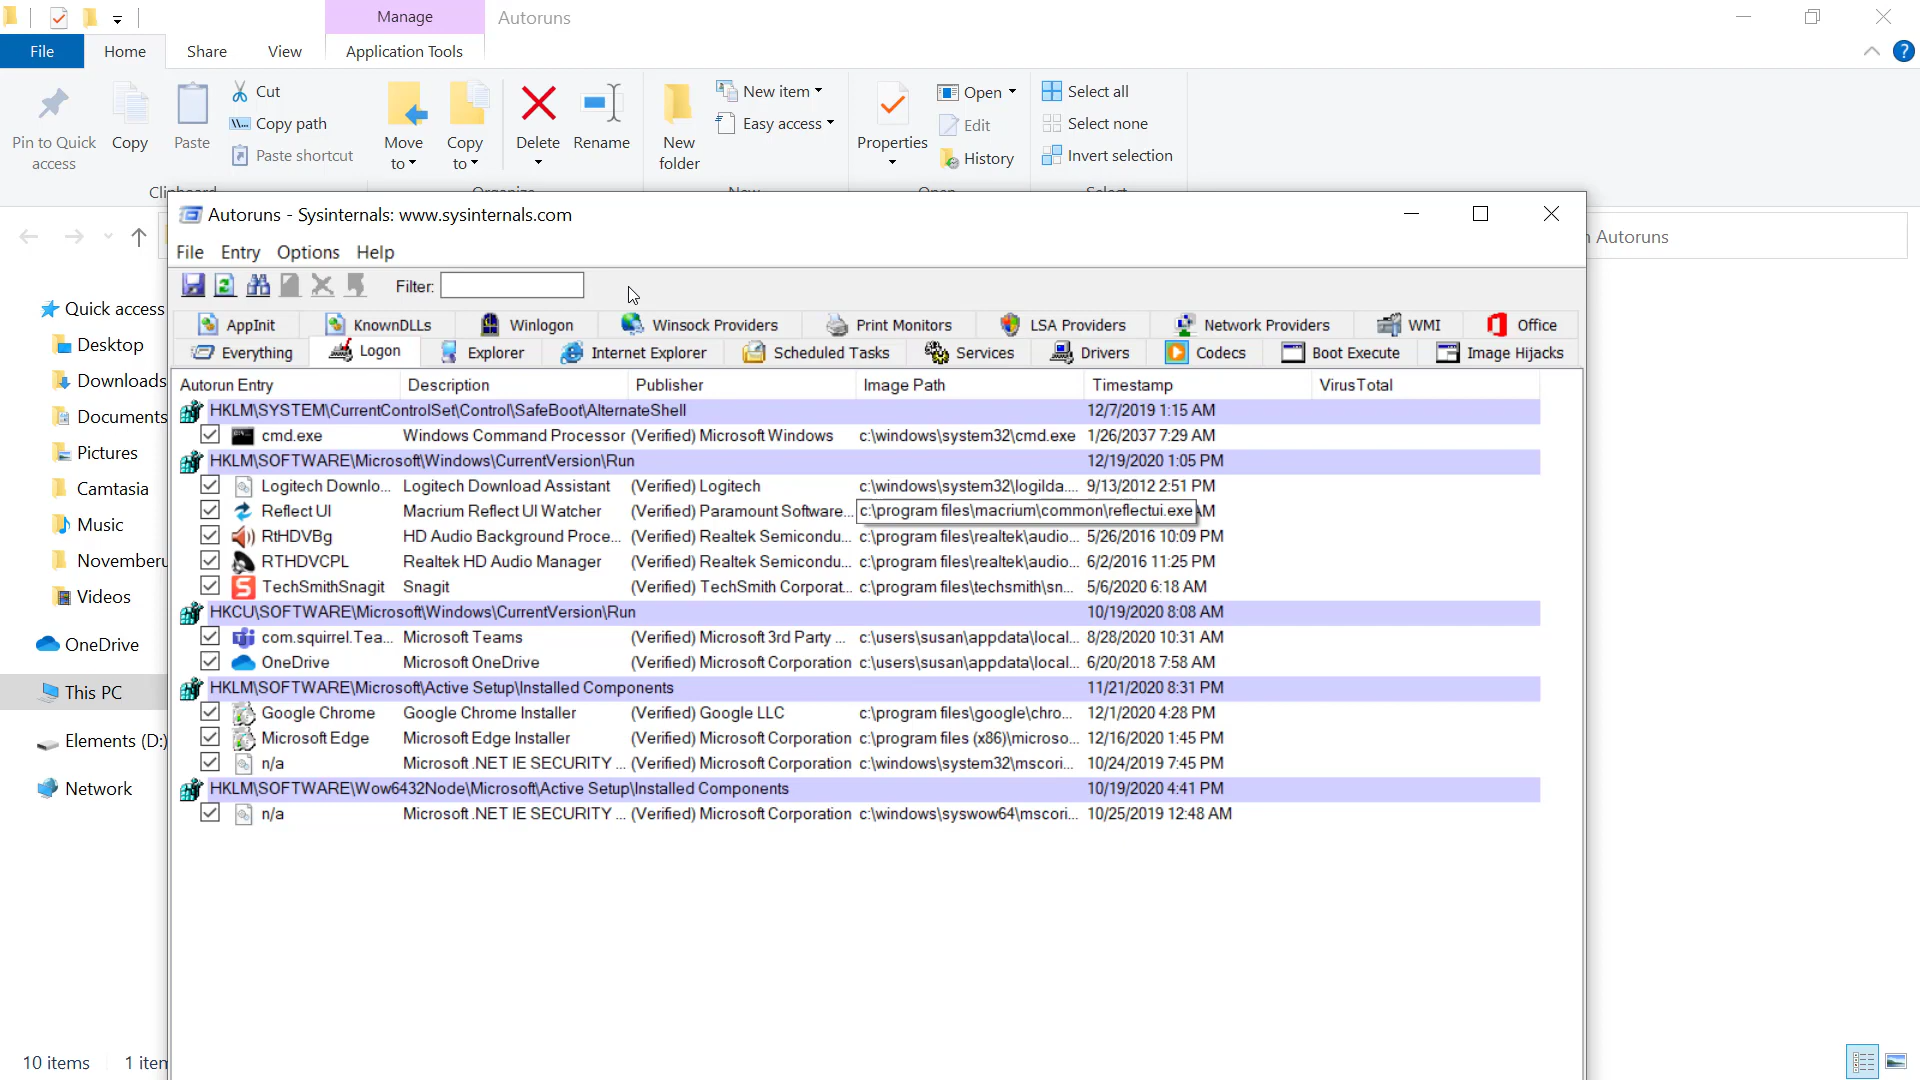 Manage Autoruns
File Home Share View Application Tools
Pin to Quick access
Copy
Paste
Cut
Copy path
Paste shortcut
Move to
Copy to
Delete
Rename
New folder
New item
Easy access
Properties
Open
Edit
History
Select all
Select none
Invert selection
Clipboard Organize New Open Select
Autoruns
Quick access
Desktop
Downloads
Documents
Pictures
Camtasia
Music
Novemberu
Videos
OneDrive
This PC
Elements (D:)
Network
10 items 1 item
Autoruns - Sysinternals: www.sysinternals.com
File Entry Options Help
Filter:
AppInit KnownDLLs Winlogon Winsock Providers Print Monitors LSA Providers Network Providers WMI Office
Everything Logon Explorer Internet Explorer Scheduled Tasks Services Drivers Codecs Boot Execute Image Hijacks
Autorun Entry Description Publisher Image Path Timestamp VirusTotal
HKLM\SYSTEM\CurrentControlSet\Control\SafeBoot\AlternateShell 12/7/2019 1:15 AM
cmd.exe Windows Command Processor (Verified) Microsoft Windows c:\windows\system32\cmd.exe 1/26/2037 7:29 AM
HKLM\SOFTWARE\Microsoft\Windows\CurrentVersion\Run 12/19/2020 1:05 PM
Logitech Downlo... Logitech Download Assistant (Verified) Logitech c:\windows\system32\logilda.... 9/13/2012 2:51 PM
Reflect UI Macrium Reflect UI Watcher (Verified) Paramount Software... c:\program files\macrium\common\reflectui.exe AM
RtHDVBg HD Audio Background Proce... (Verified) Realtek Semicondu... c:\program files\realtek\audio... 5/26/2016 10:09 PM
RTHDVCPL Realtek HD Audio Manager (Verified) Realtek Semicondu... c:\program files\realtek\audio... 6/2/2016 11:25 PM
TechSmithSnagit Snagit (Verified) TechSmith Corporat... c:\program files\techsmith\sn... 5/6/2020 6:18 AM
HKCU\SOFTWARE\Microsoft\Windows\CurrentVersion\Run 10/19/2020 8:08 AM
com.squirrel.Tea... Microsoft Teams (Verified) Microsoft 3rd Party ... c:\users\susan\appdata\local... 8/28/2020 10:31 AM
OneDrive Microsoft OneDrive (Verified) Microsoft Corporation c:\users\susan\appdata\local... 6/20/2018 7:58 AM
HKLM\SOFTWARE\Microsoft\Active Setup\Installed Components 11/21/2020 8:31 PM
Google Chrome Google Chrome Installer (Verified) Google LLC c:\program files\google\chro... 12/1/2020 4:28 PM
Microsoft Edge Microsoft Edge Installer (Verified) Microsoft Corporation c:\program files (x86)\microso... 12/16/2020 1:45 PM
n/a Microsoft .NET IE SECURITY ... (Verified) Microsoft Corporation c:\windows\system32\mscori... 10/24/2019 7:45 PM
HKLM\SOFTWARE\Wow6432Node\Microsoft\Active Setup\Installed Components 10/19/2020 4:41 PM
n/a Microsoft .NET IE SECURITY ... (Verified) Microsoft Corporation c:\windows\syswow64\mscori... 10/25/2019 12:48 AM